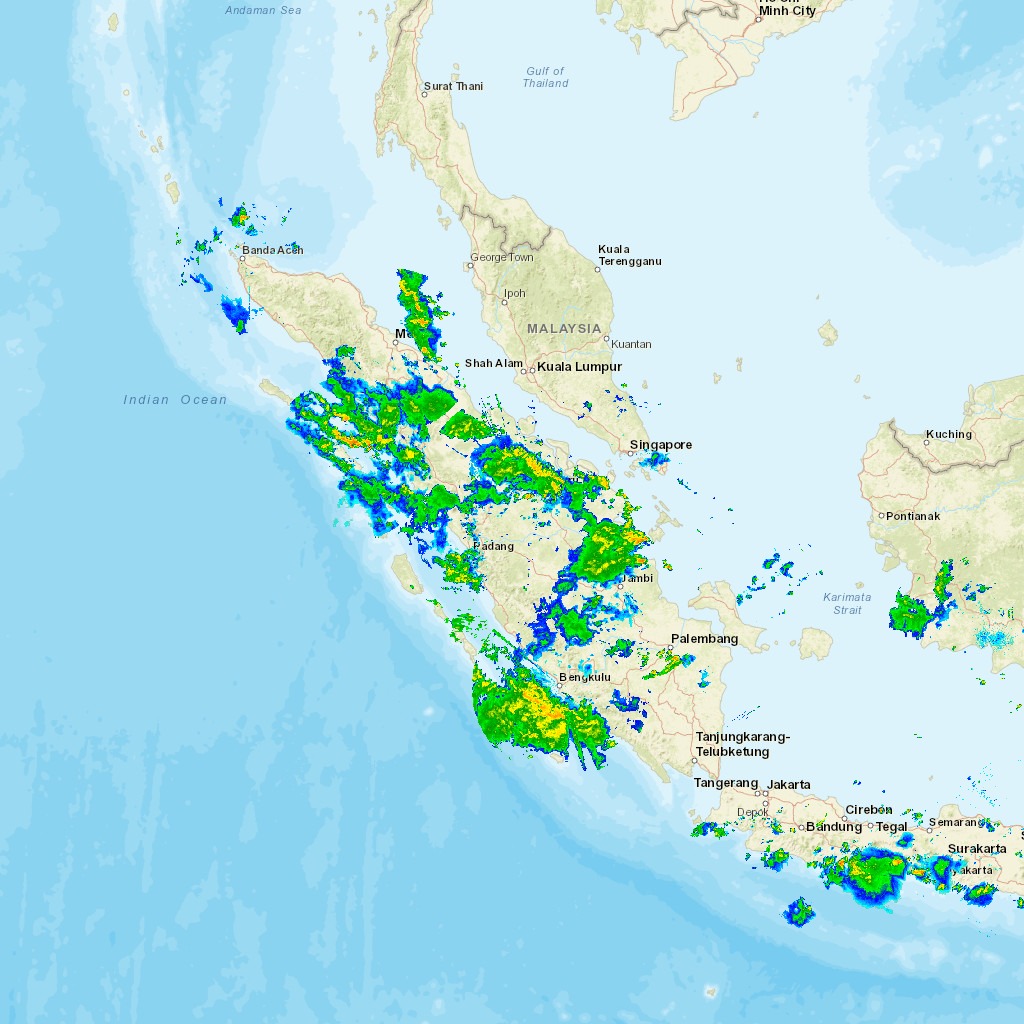 Andaman Sea
Minh City
Gulf of
Thailand
Surat Thani
Banda Aceh
George Town
Kuala
Terengganu
Ipoh
MALAYSIA
Kuantan
Shah Alam
Kuala Lumpur
Indian Ocean
Singapore
Kuching
Pontianak
Padang
Jambi
Karimata
Strait
Palembang
Bengkulu
Tanjungkarang-
Telubketung
Tangerang
Jakarta
Depok
Cirebon
Bandung
Tegal
Semarang
Surakarta